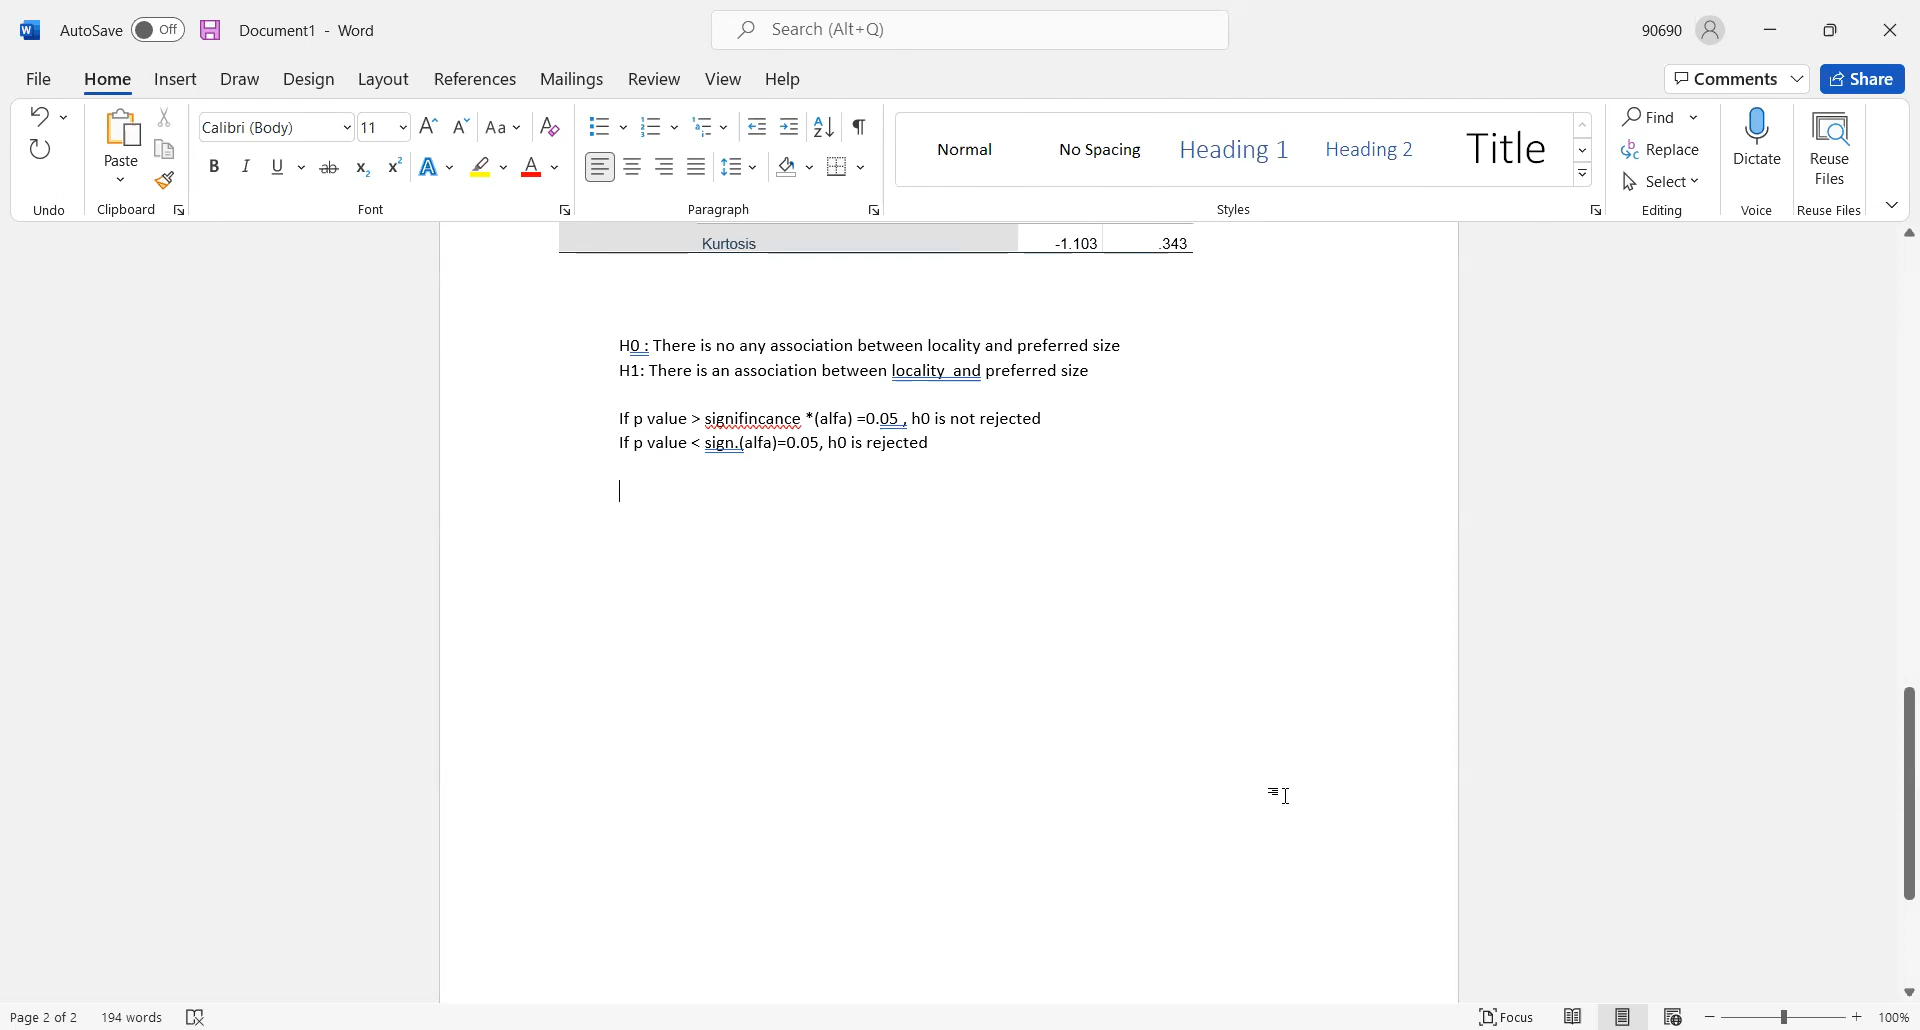 AutoSave Off Document1 - Word Search (Alt+Q) 90690
File Home Insert Draw Design Layout References Mailings Review View Help Comments Share
Calibri (Body) 11 Aa
Paste B I U ab x₂ x² A A
Normal No Spacing Heading 1 Heading 2 Title
Find
Replace
Select
Dictate
Reuse
Files
Undo Clipboard Font Paragraph Styles Editing Voice Reuse Files
Kurtosis -1.103 .343
H0 : There is no any association between locality and preferred size
H1: There is an association between locality  and preferred size
If p value > signifincance *(alfa) =0.05 , h0 is not rejected
If p value < sign.(alfa)=0.05, h0 is rejected
Page 2 of 2 194 words Focus 100%